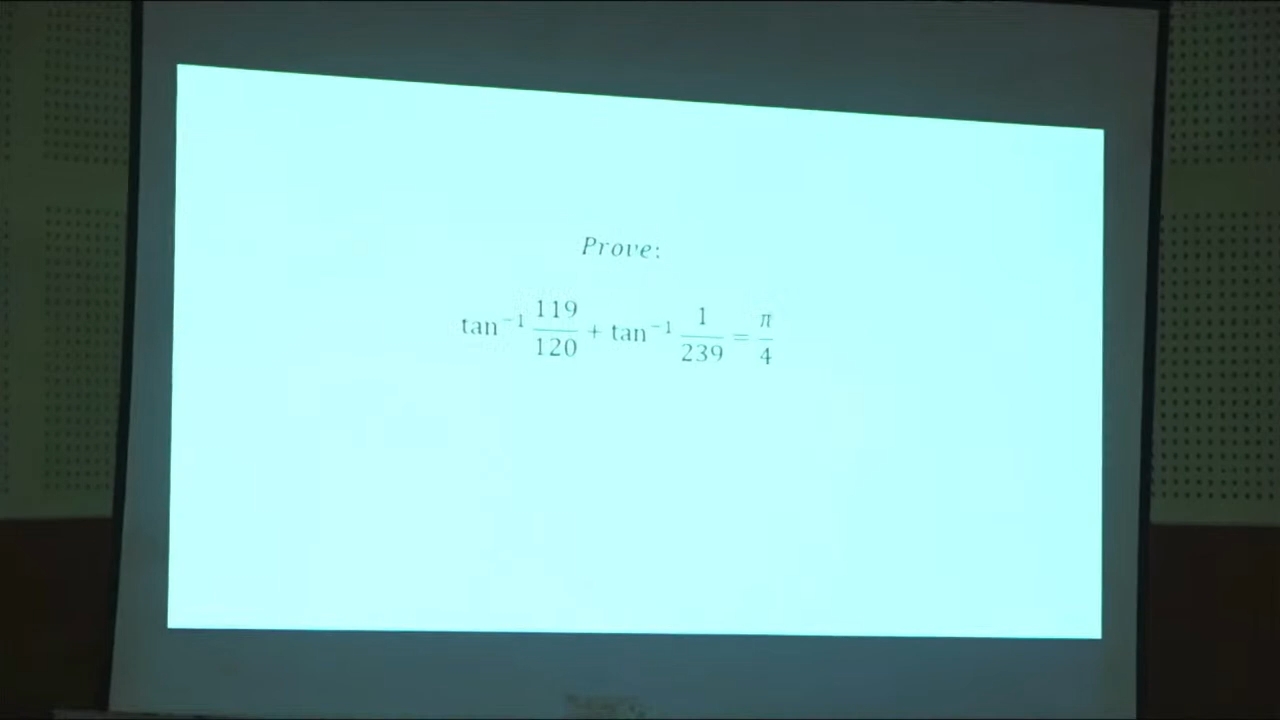 Prove:
tan⁻¹ 119/120 + tan⁻¹ 1/239 = π/4